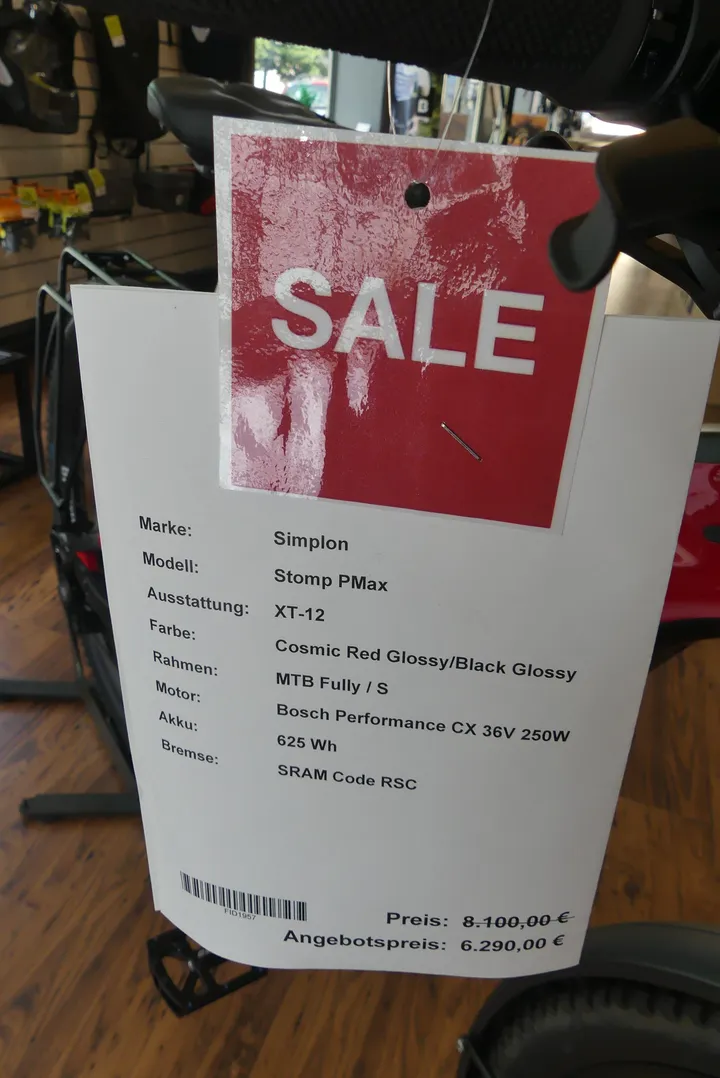 SALE
Marke: Simplon
Modell: Stomp PMax
Ausstattung: XT-12
Farbe: Cosmic Red Glossy/Black Glossy
Rahmen: MTB Fully / S
Motor: Bosch Performance CX 36V 250W
Akku: 625 Wh
Bremse: SRAM Code RSC
FID1957
Preis: 8.100,00 €
Angebotspreis: 6.290,00 €